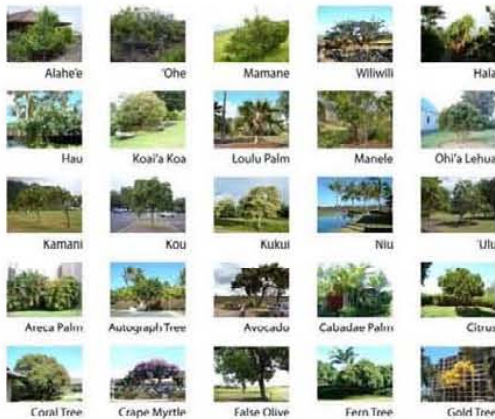 Alahe'e 'Ohe Mamane Wiliwili Hala
Hau Koai'a Koa Loulu Palm Manele Ohi'a Lehua
Kamani Kou Kukui Niu 'Ulu
Areca Palm Autograph Tree Avocado Cabadae Palm Citrus
Coral Tree Crape Myrtle False Olive Fern Tree Gold Tree